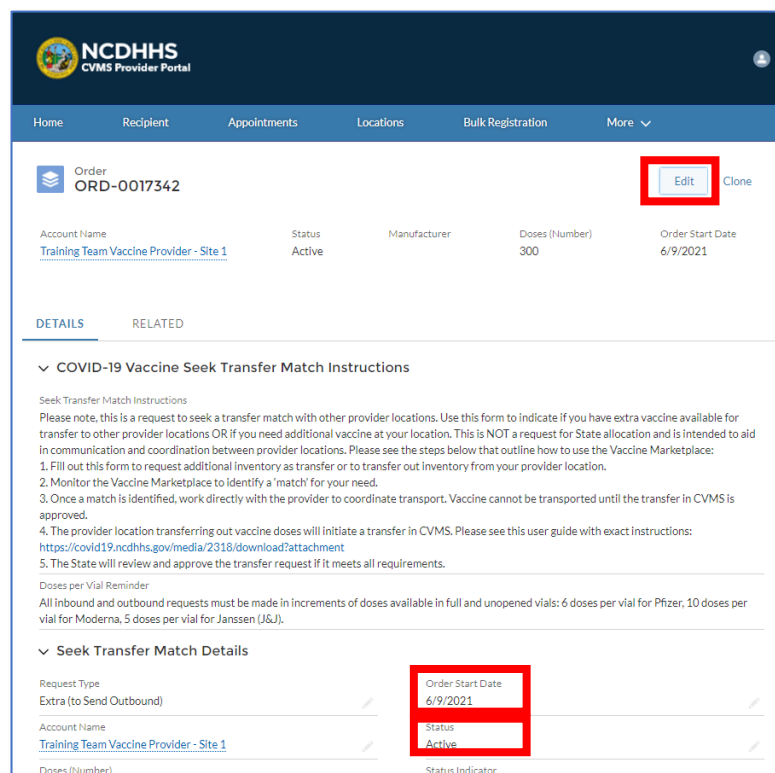 NCDHHS
CVMS Provider Portal
Home Recipient Appointments Locations Bulk Registration More
Order
ORD-0017342
Edit Clone
Account Name Status Manufacturer Doses (Number) Order Start Date
Training Team Vaccine Provider - Site 1 Active 300 6/9/2021
DETAILS RELATED
COVID-19 Vaccine Seek Transfer Match Instructions
Seek Transfer Match Instructions
Please note, this is a request to seek a transfer match with other provider locations. Use this form to indicate if you have extra vaccine available for
transfer to other provider locations OR if you need additional vaccine at your location. This is NOT a request for State allocation and is intended to aid
in communication and coordination between provider locations. Please see the steps below that outline how to use the Vaccine Marketplace:
1. Fill out this form to request additional inventory as transfer or to transfer out inventory from your provider location.
2. Monitor the Vaccine Marketplace to identify a 'match' for your need.
3. Once a match is identified, work directly with the provider to coordinate transport. Vaccine cannot be transported until the transfer in CVMS is
approved.
4. The provider location transferring out vaccine doses will initiate a transfer in CVMS. Please see this user guide with exact instructions:
https://covid19.ncdhhs.gov/media/2318/download?attachment
5. The State will review and approve the transfer request if it meets all requirements.
Doses per Vial Reminder
All inbound and outbound requests must be made in increments of doses available in full and unopened vials: 6 doses per vial for Pfizer, 10 doses per
vial for Moderna, 5 doses per vial for Janssen (J&J).
Seek Transfer Match Details
Request Type Order Start Date
Extra (to Send Outbound) 6/9/2021
Account Name Status
Training Team Vaccine Provider - Site 1 Active
Doses (Number) Status Indicator